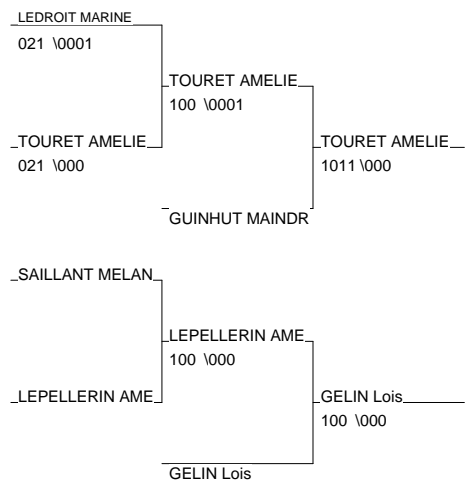 LEDROIT MARINE
021 \0001
TOURET AMELIE
100 \0001
TOURET AMELIE
021 \000
TOURET AMELIE
1011 \000
GUINHUT MAINDR
SAILLANT MELAN
LEPELLERIN AME
100 \000
LEPELLERIN AME
GELIN Lois
100 \000
GELIN Lois